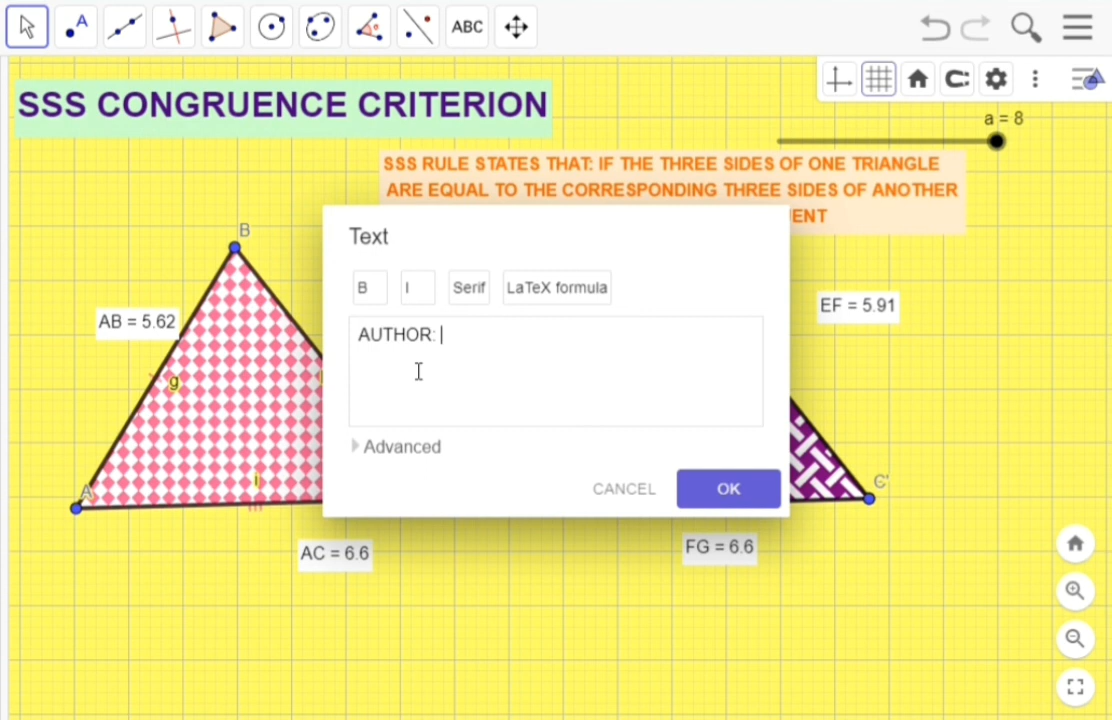 A
ABC
SSS CONGRUENCE CRITERION
a = 8
SSS RULE STATES THAT: IF THE THREE SIDES OF ONE TRIANGLE
ARE EQUAL TO THE CORRESPONDING THREE SIDES OF ANOTHER
ENT
Text
B
I
Serif
LaTeX formula
AUTHOR:
Advanced
CANCEL
OK
B
AB = 5.62
g
A
i
m
AC = 6.6
EF = 5.91
C'
FG = 6.6